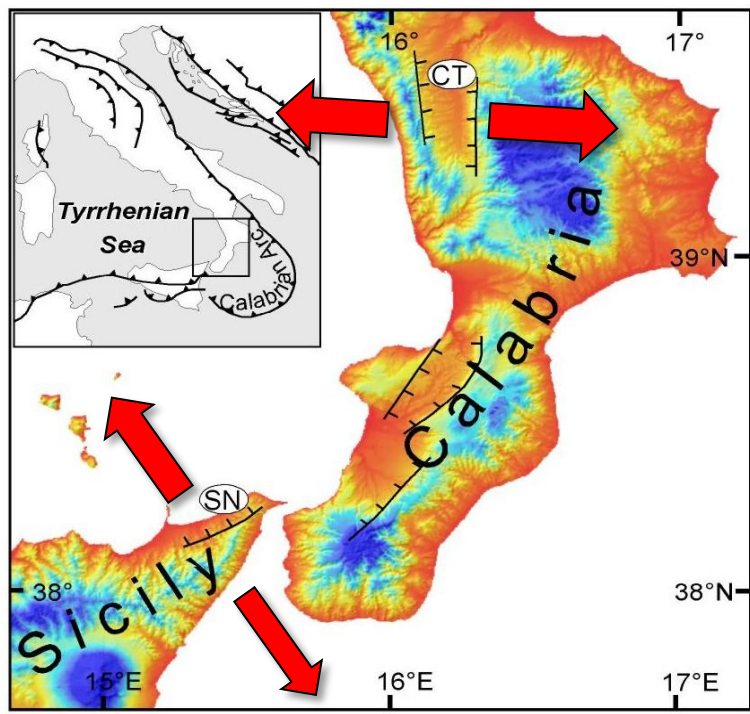 16°
17°
CT
Tyrrhenian
Sea
Calabrian Arc
39°N
Calabria
SN
Sicily
38°
38°N
15°E
16°E
17°E